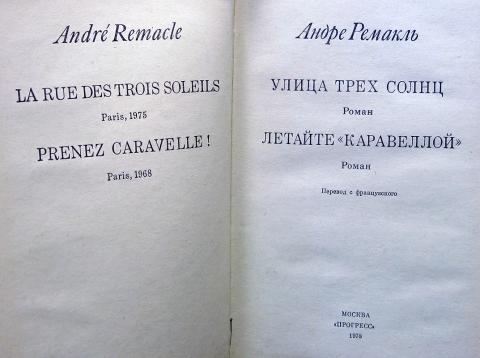 André Remacle
LA RUE DES TROIS SOLEILS
Paris, 1975
PRENEZ CARAVELLE!
Paris, 1968
Андре Ремакль
УЛИЦА ТРЕХ СОЛНЦ
Роман
ЛЕТАЙТЕ «КАРАВЕЛЛОЙ»
Роман
Перевод с французского
МОСКВА
«ПРОГРЕСС»
1978